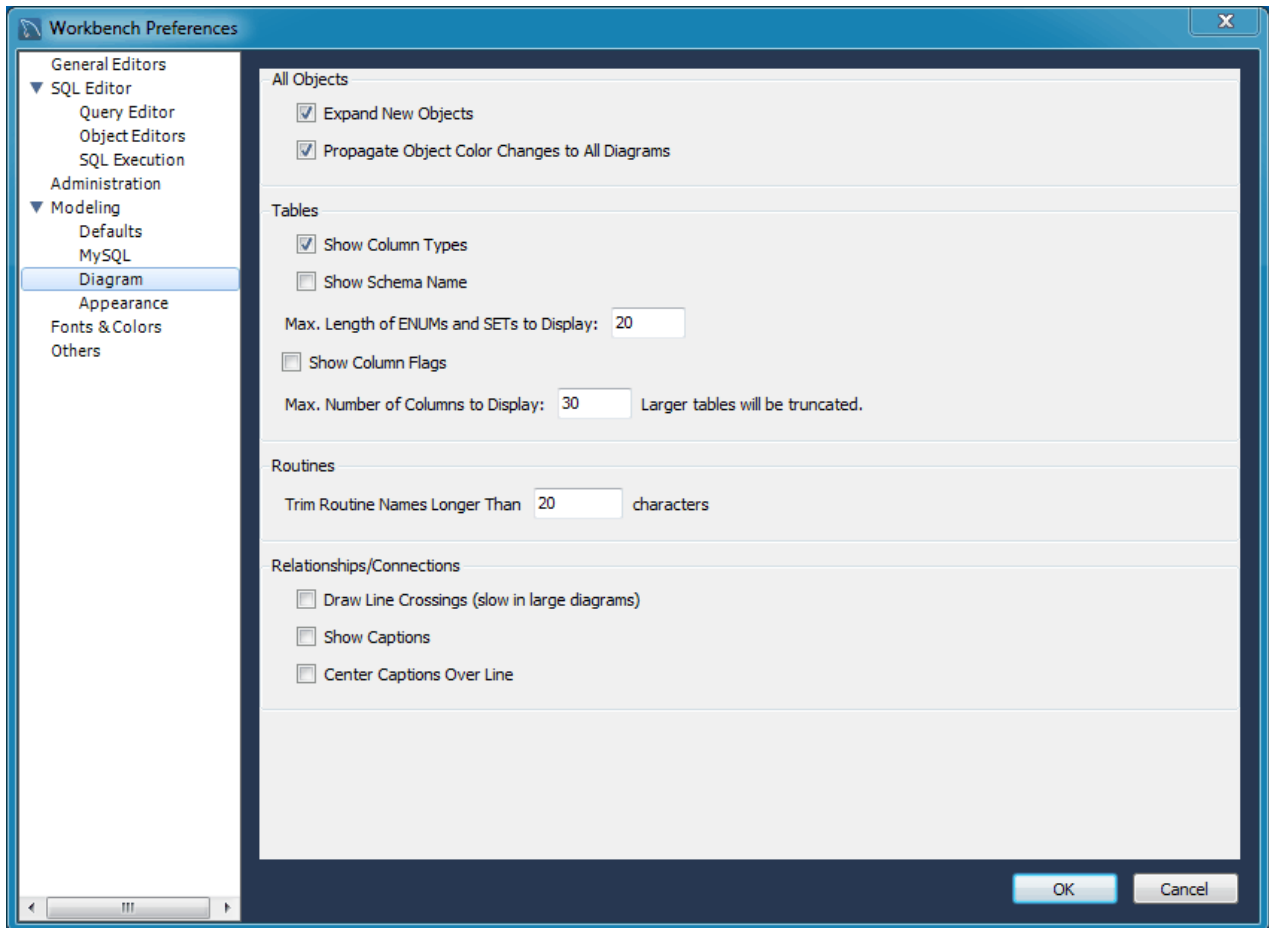 Workbench Preferences
General Editors
SQL Editor
Query Editor
Object Editors
SQL Execution
Administration
Modeling
Defaults
MySQL
Diagram
Appearance
Fonts & Colors
Others
All Objects
Expand New Objects
Propagate Object Color Changes to All Diagrams
Tables
Show Column Types
Show Schema Name
Max. Length of ENUMs and SETs to Display: 20
Show Column Flags
Max. Number of Columns to Display: 30 Larger tables will be truncated.
Routines
Trim Routine Names Longer Than 20 characters
Relationships/Connections
Draw Line Crossings (slow in large diagrams)
Show Captions
Center Captions Over Line
OK Cancel